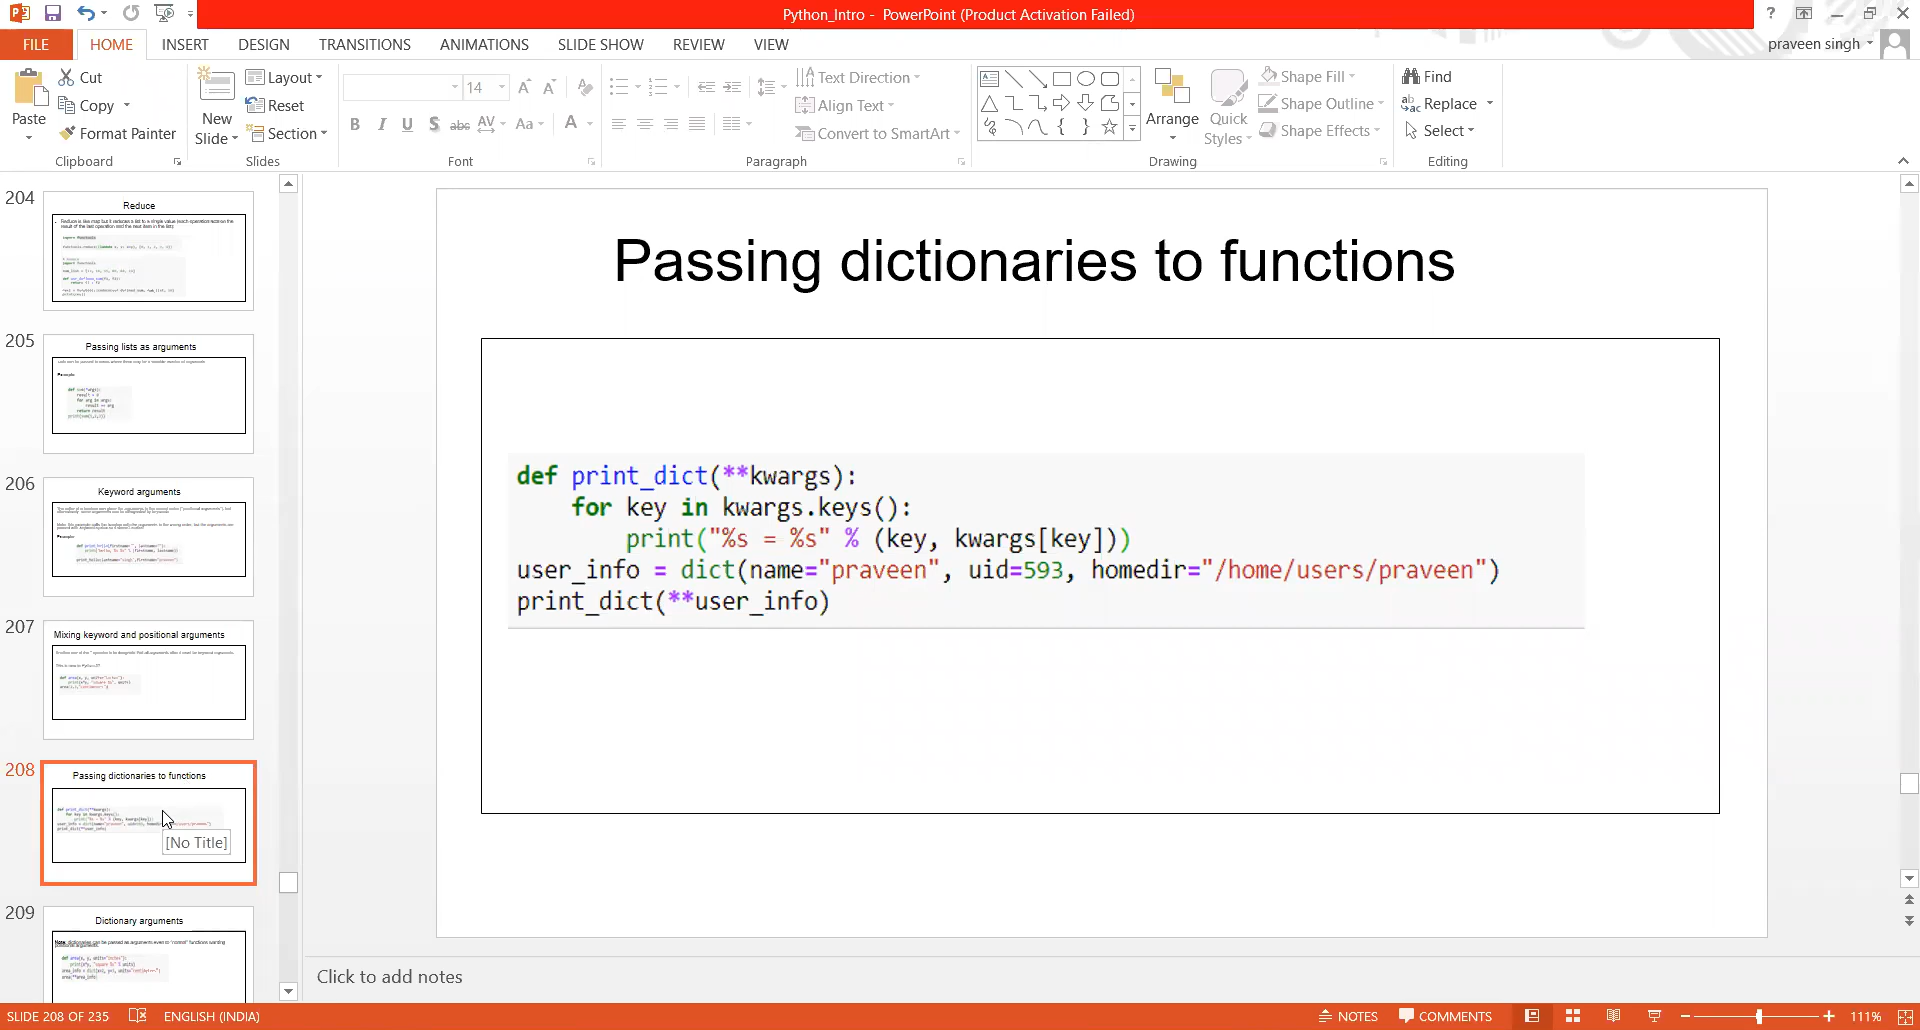 Python_Intro - PowerPoint (Product Activation Failed)
?
FILE HOME INSERT DESIGN TRANSITIONS ANIMATIONS SLIDE SHOW REVIEW VIEW
praveen singh
Paste
Cut
Copy
Format Painter
Clipboard
New
Slide
Layout
Reset
Section
Slides
14
B I U S abc AV Aa A
Font
Text Direction
Align Text
Convert to SmartArt
Paragraph
Arrange
Quick
Styles
Shape Fill
Shape Outline
Shape Effects
Drawing
Find
Replace
Select
Editing
204
Reduce
205
Passing lists as arguments
206
Keyword arguments
207
Mixing keyword and positional arguments
208
Passing dictionaries to functions
[No Title]
209
Dictionary arguments
Passing dictionaries to functions
def print_dict(**kwargs):
for key in kwargs.keys():
print("%s = %s" % (key, kwargs[key]))
user_info = dict(name="praveen", uid=593, homedir="/home/users/praveen")
print_dict(**user_info)
Click to add notes
SLIDE 208 OF 235
ENGLISH (INDIA)
NOTES
COMMENTS
111%